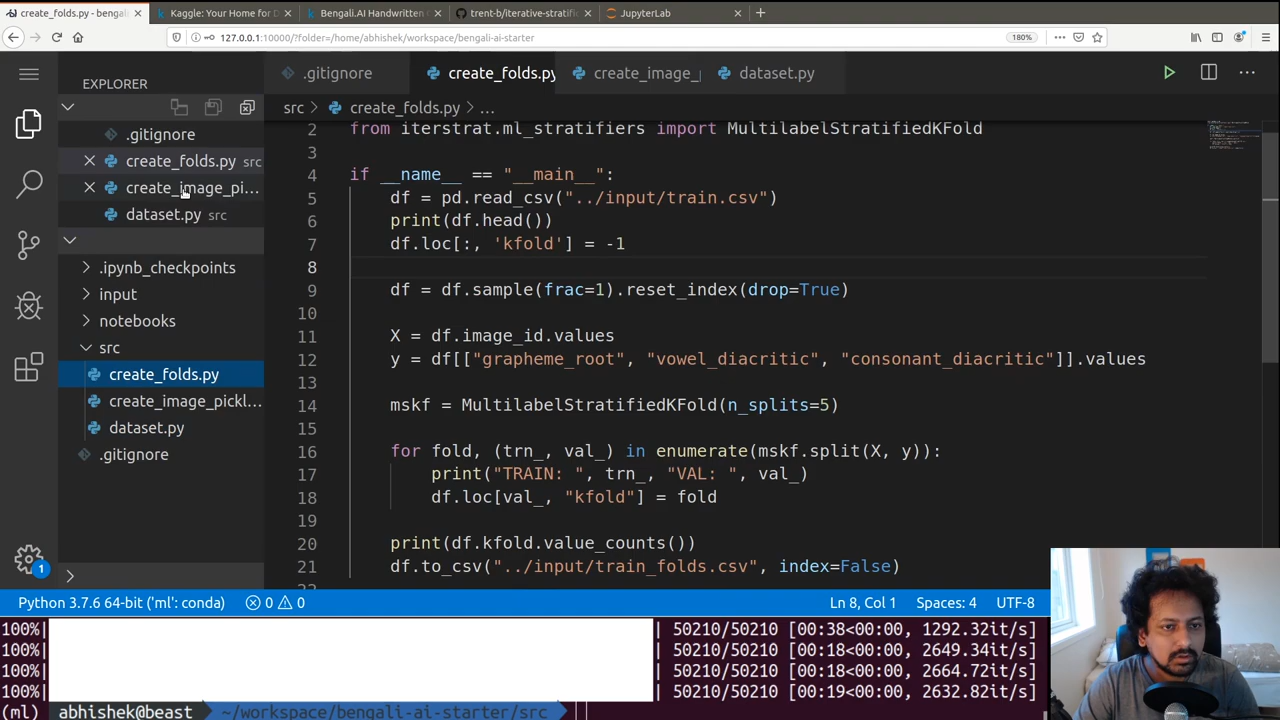 create_folds.py - bengal
Kaggle: Your Home for D
Bengali.AI Handwritten G
trent-b/iterative-stratifi
JupyterLab
127.0.0.1:10000/?folder=/home/abhishek/workspace/bengali-ai-starter
180%
EXPLORER
.gitignore
create_folds.py src
create_image_pi...
dataset.py src
.ipynb_checkpoints
input
notebooks
src
create_folds.py
create_image_pickl...
dataset.py
.gitignore
1
.gitignore
create_folds.py
create_image_
dataset.py
src > create_folds.py > ...
2 from iterstrat.ml_stratifiers import MultilabelStratifiedKFold
3
4 if __name__ == "__main__":
5 df = pd.read_csv("../input/train.csv")
6 print(df.head())
7 df.loc[:, 'kfold'] = -1
8
9 df = df.sample(frac=1).reset_index(drop=True)
10
11 X = df.image_id.values
12 y = df[["grapheme_root", "vowel_diacritic", "consonant_diacritic"]].values
13
14 mskf = MultilabelStratifiedKFold(n_splits=5)
15
16 for fold, (trn_, val_) in enumerate(mskf.split(X, y)):
17 print("TRAIN: ", trn_, "VAL: ", val_)
18 df.loc[val_, "kfold"] = fold
19
20 print(df.kfold.value_counts())
21 df.to_csv("../input/train_folds.csv", index=False)
Python 3.7.6 64-bit ('ml': conda) 0 0 Ln 8, Col 1 Spaces: 4 UTF-8
100%| | 50210/50210 [00:38<00:00, 1292.32it/s]
100%| | 50210/50210 [00:18<00:00, 2649.34it/s]
100%| | 50210/50210 [00:18<00:00, 2664.72it/s]
100%| | 50210/50210 [00:19<00:00, 2632.82it/s]
(ml) abhishek@beast ~/workspace/bengali-ai-starter/src